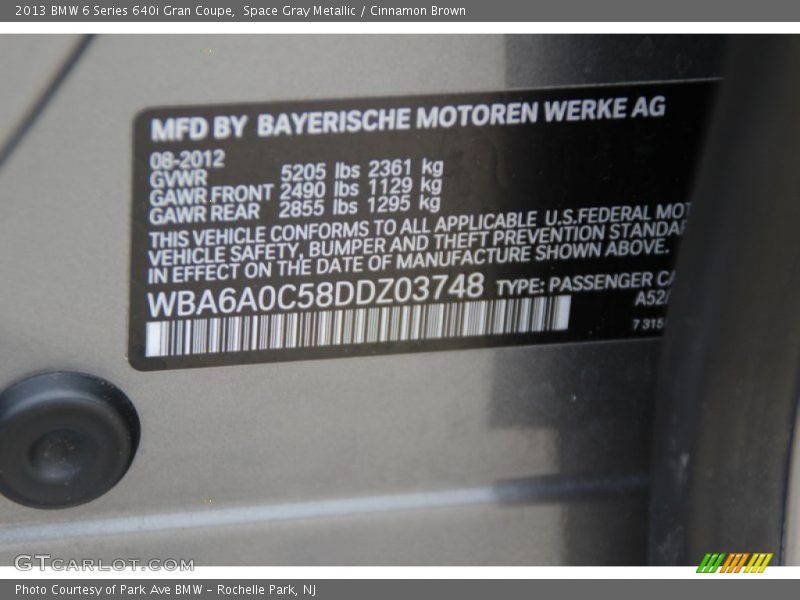 2013 BMW 6 Series 640i Gran Coupe, Space Gray Metallic / Cinnamon Brown
MFD BY BAYERISCHE MOTOREN WERKE AG
08-2012
GVWR 5205 lbs 2361 kg
GAWR FRONT 2490 lbs 1129 kg
GAWR REAR 2855 lbs 1295 kg
THIS VEHICLE CONFORMS TO ALL APPLICABLE U.S.FEDERAL MOT
VEHICLE SAFETY, BUMPER AND THEFT PREVENTION STANDAR
IN EFFECT ON THE DATE OF MANUFACTURE SHOWN ABOVE.
WBA6A0C58DDZ03748 TYPE: PASSENGER CA
A52/
7 315
GTCARLOT.COM
Photo Courtesy of Park Ave BMW - Rochelle Park, NJ